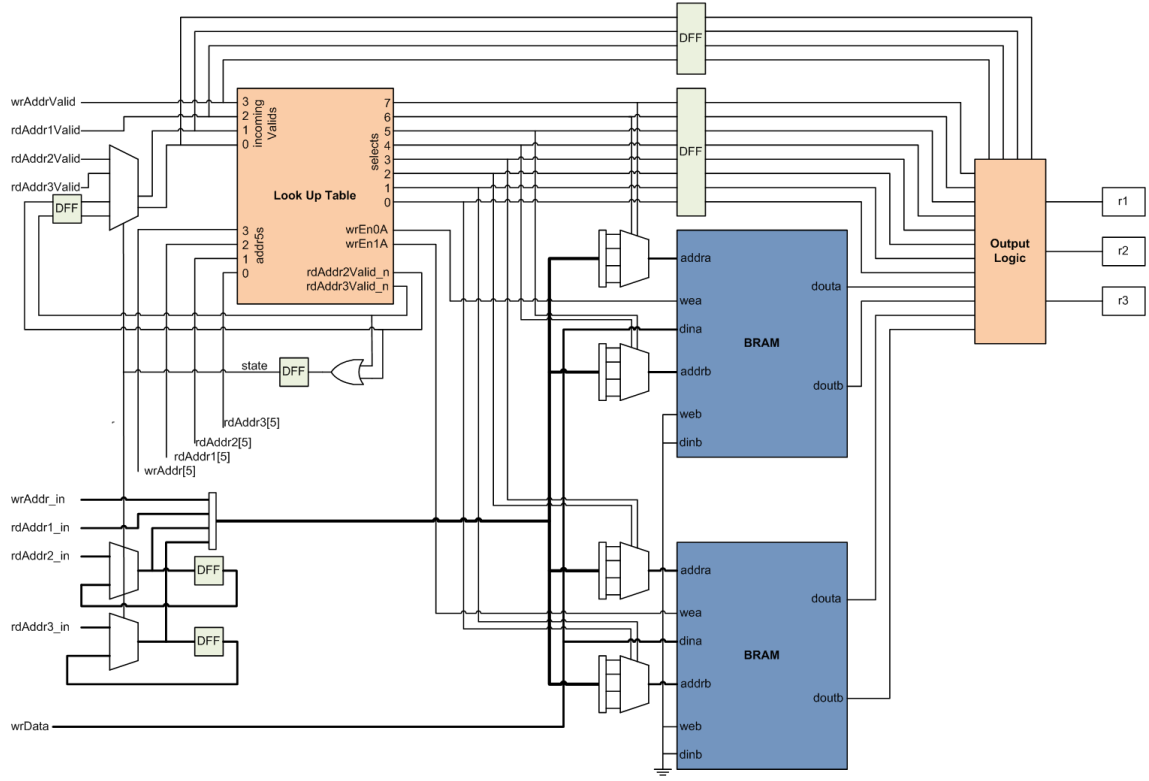 DFF
wrAddrValid
rdAddr1Valid
rdAddr2Valid
rdAddr3Valid
DFF
3
2
1
0
incoming
Valids
Look Up Table
3
2
1
0
addr5s
7
6
5
4
3
2
1
0
selects
wrEn0A
wrEn1A
rdAddr2Valid_n
rdAddr3Valid_n
DFF
Output
Logic
r1
r2
r3
state
DFF
addra
wea
dina
addrb
web
dinb
BRAM
douta
doutb
rdAddr3[5]
rdAddr2[5]
rdAddr1[5]
wrAddr[5]
wrAddr_in
rdAddr1_in
rdAddr2_in
DFF
rdAddr3_in
DFF
wrData
addra
wea
dina
addrb
web
dinb
BRAM
douta
doutb